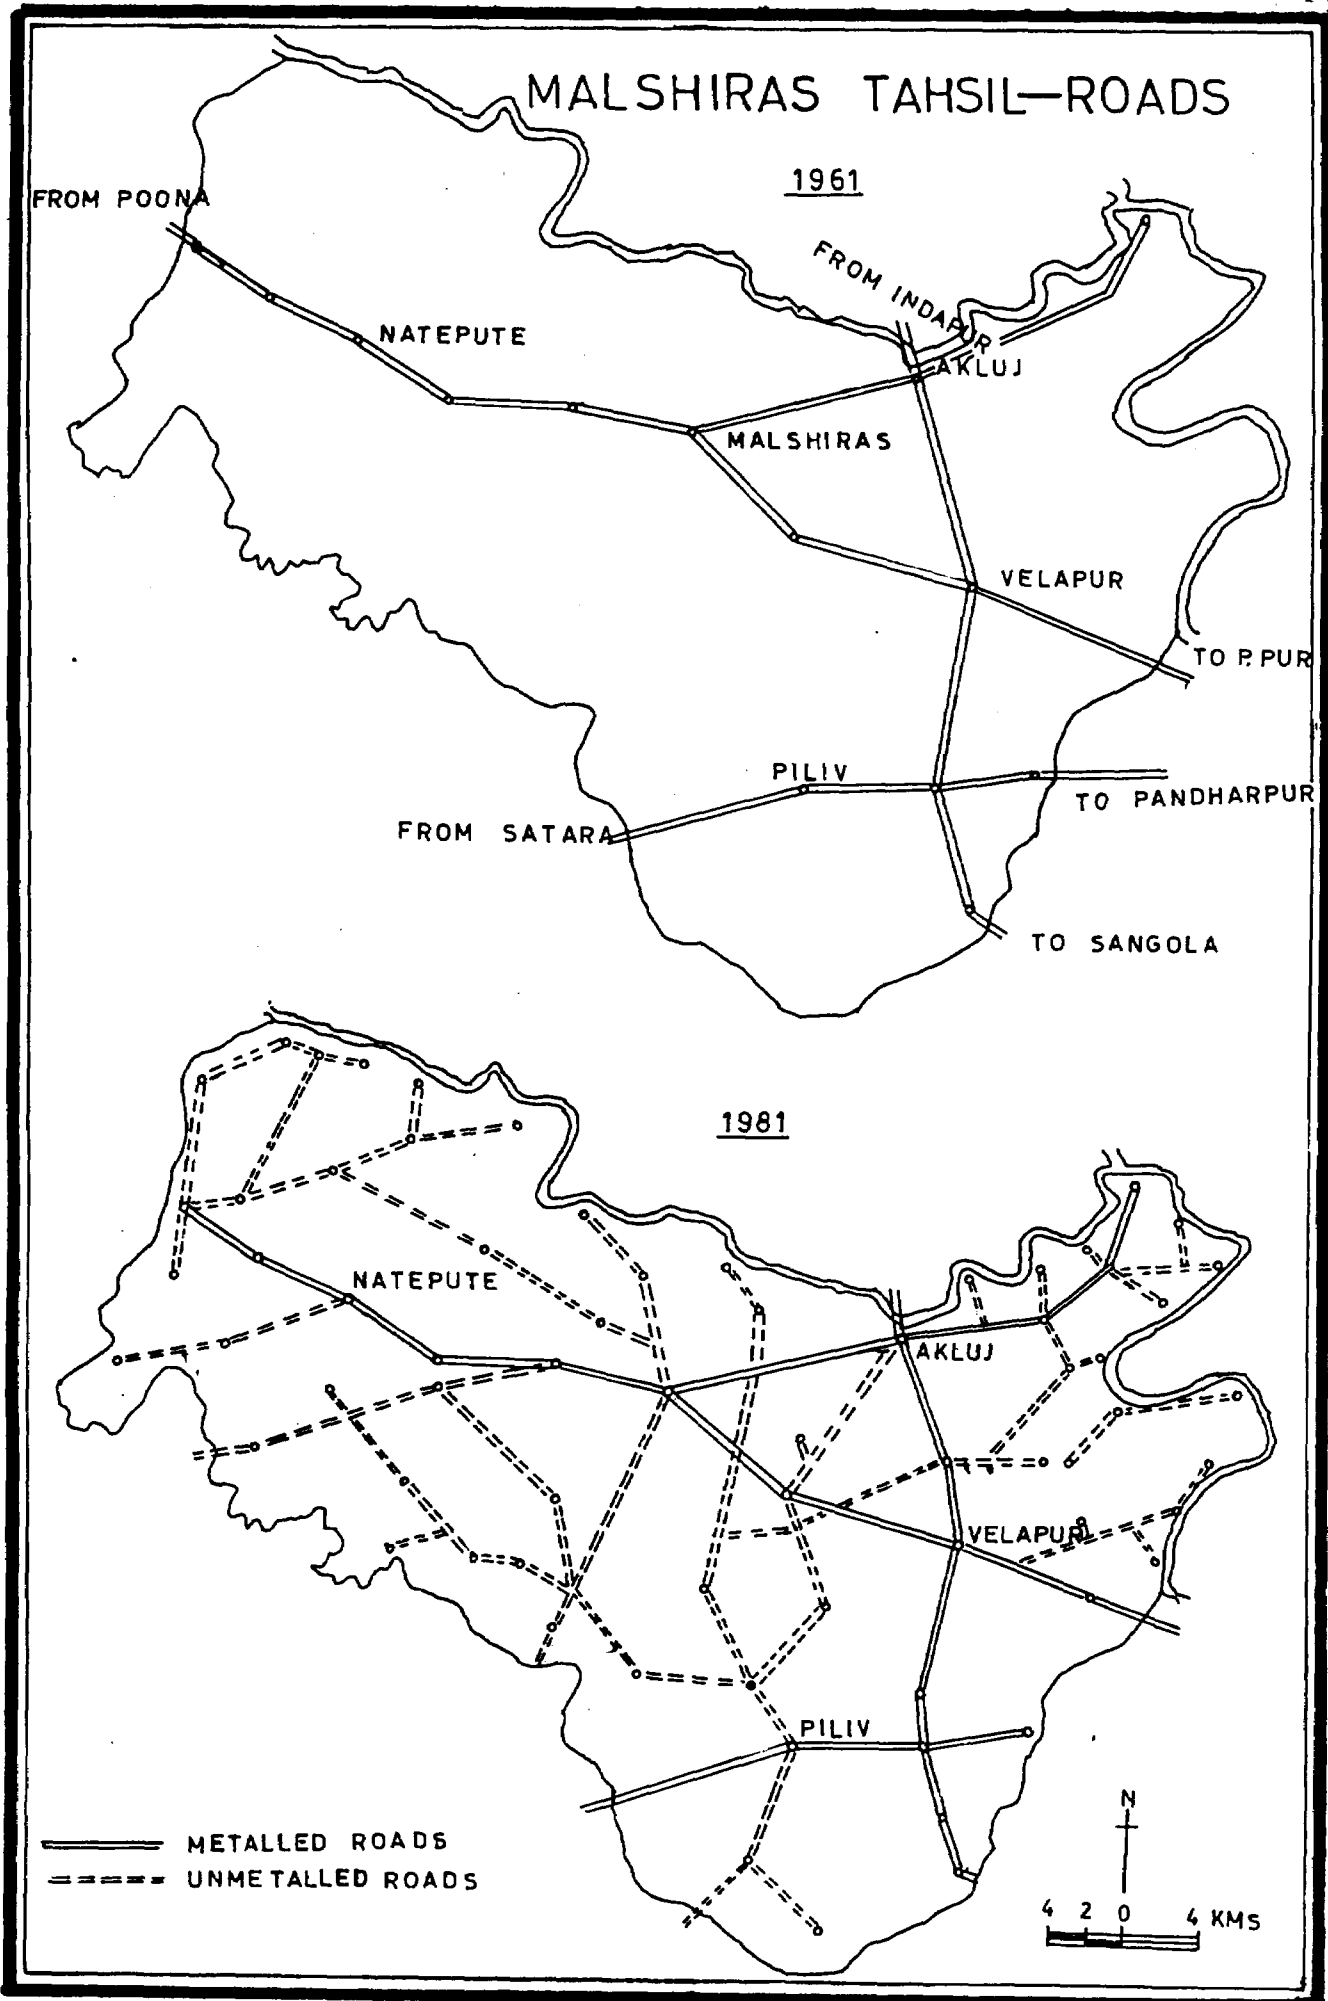 MALSHIRAS TAHSIL—ROADS
1961
FROM POONA
FROM INDAPUR
NATEPUTE
AKLUJ
MALSHIRAS
VELAPUR
TO P.PUR
PILIV
TO PANDHARPUR
FROM SATARA
TO SANGOLA
1981
NATEPUTE
AKLUJ
VELAPUR
PILIV
N
METALLED ROADS
UNMETALLED ROADS
4 2 0 4 KMS